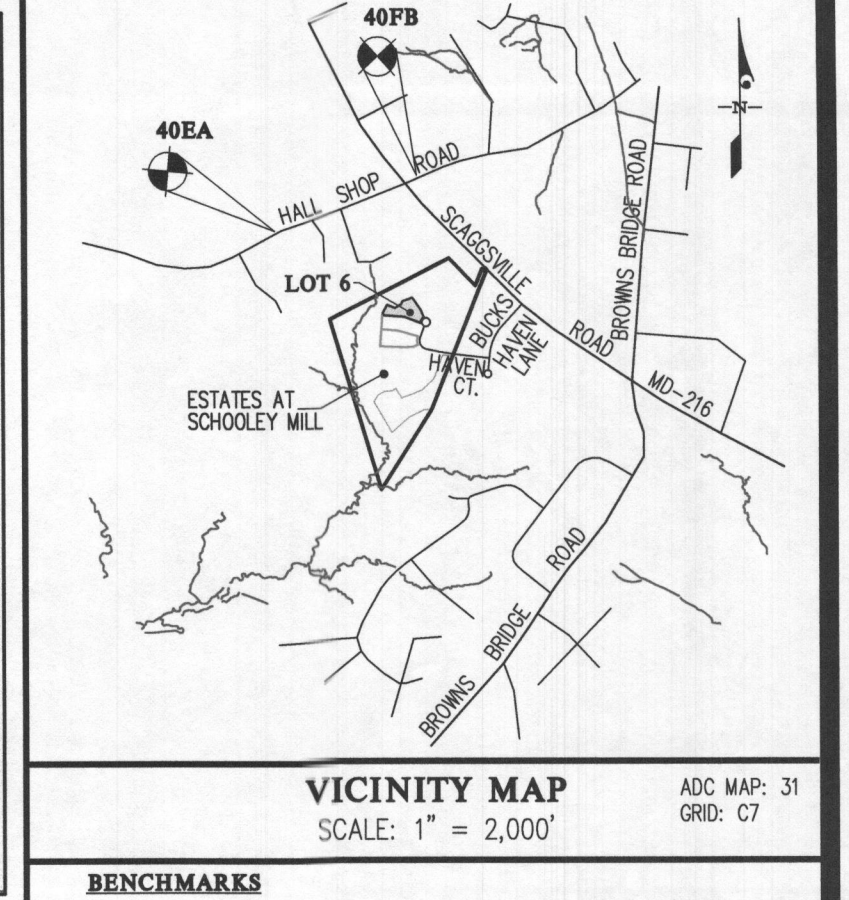 40FB
40EA
N
HALL SHOP ROAD
SCAGGSVILLE ROAD
MD-216
BROWNS BRIDGE ROAD
LOT 6
BUCKS HAVEN LANE
HAVEN
CT.
ESTATES AT
SCHOOLEY MILL
BROWNS BRIDGE ROAD
VICINITY MAP
SCALE: 1" = 2,000'
ADC MAP: 31
GRID: C7
BENCHMARKS